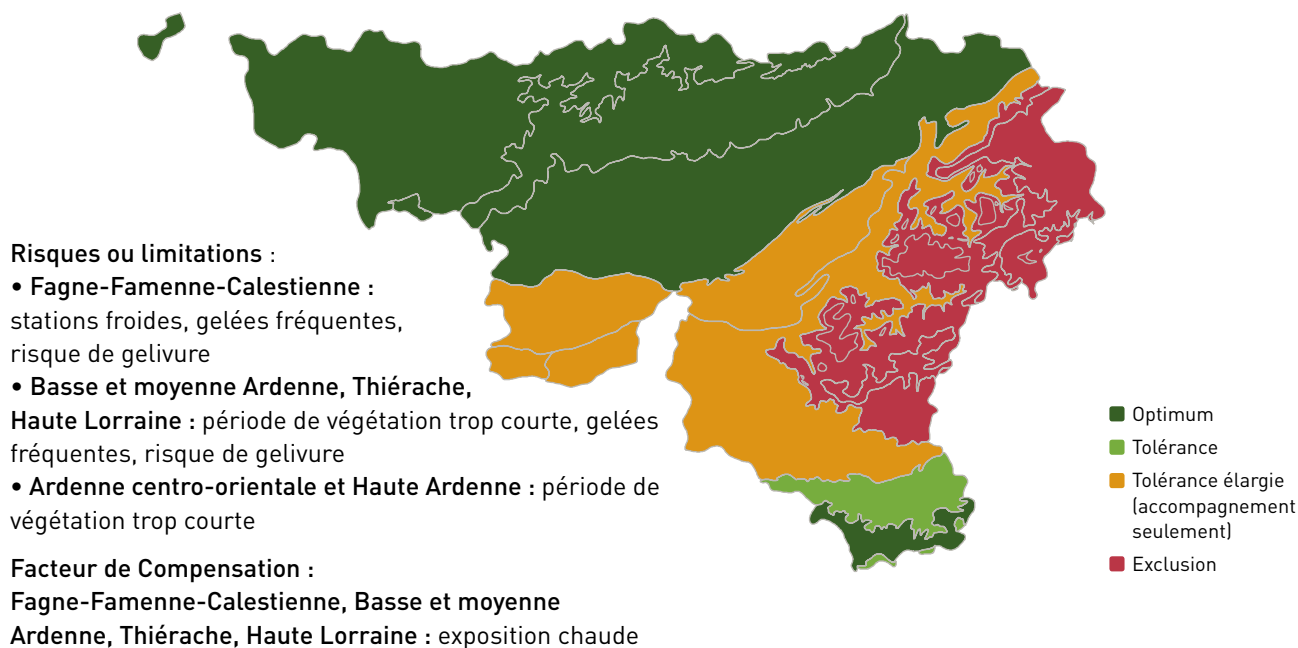 Risques ou limitations :
• Fagne-Famenne-Calestienne :
stations froides, gelées fréquentes,
risque de gelivure
• Basse et moyenne Ardenne, Thiérache,
Haute Lorraine : période de végétation trop courte, gelées
fréquentes, risque de gelivure
• Ardenne centro-orientale et Haute Ardenne : période de
végétation trop courte
Facteur de Compensation :
Fagne-Famenne-Calestienne, Basse et moyenne
Ardenne, Thiérache, Haute Lorraine : exposition chaude
Optimum
Tolérance
Tolérance élargie
(accompagnement
seulement)
Exclusion